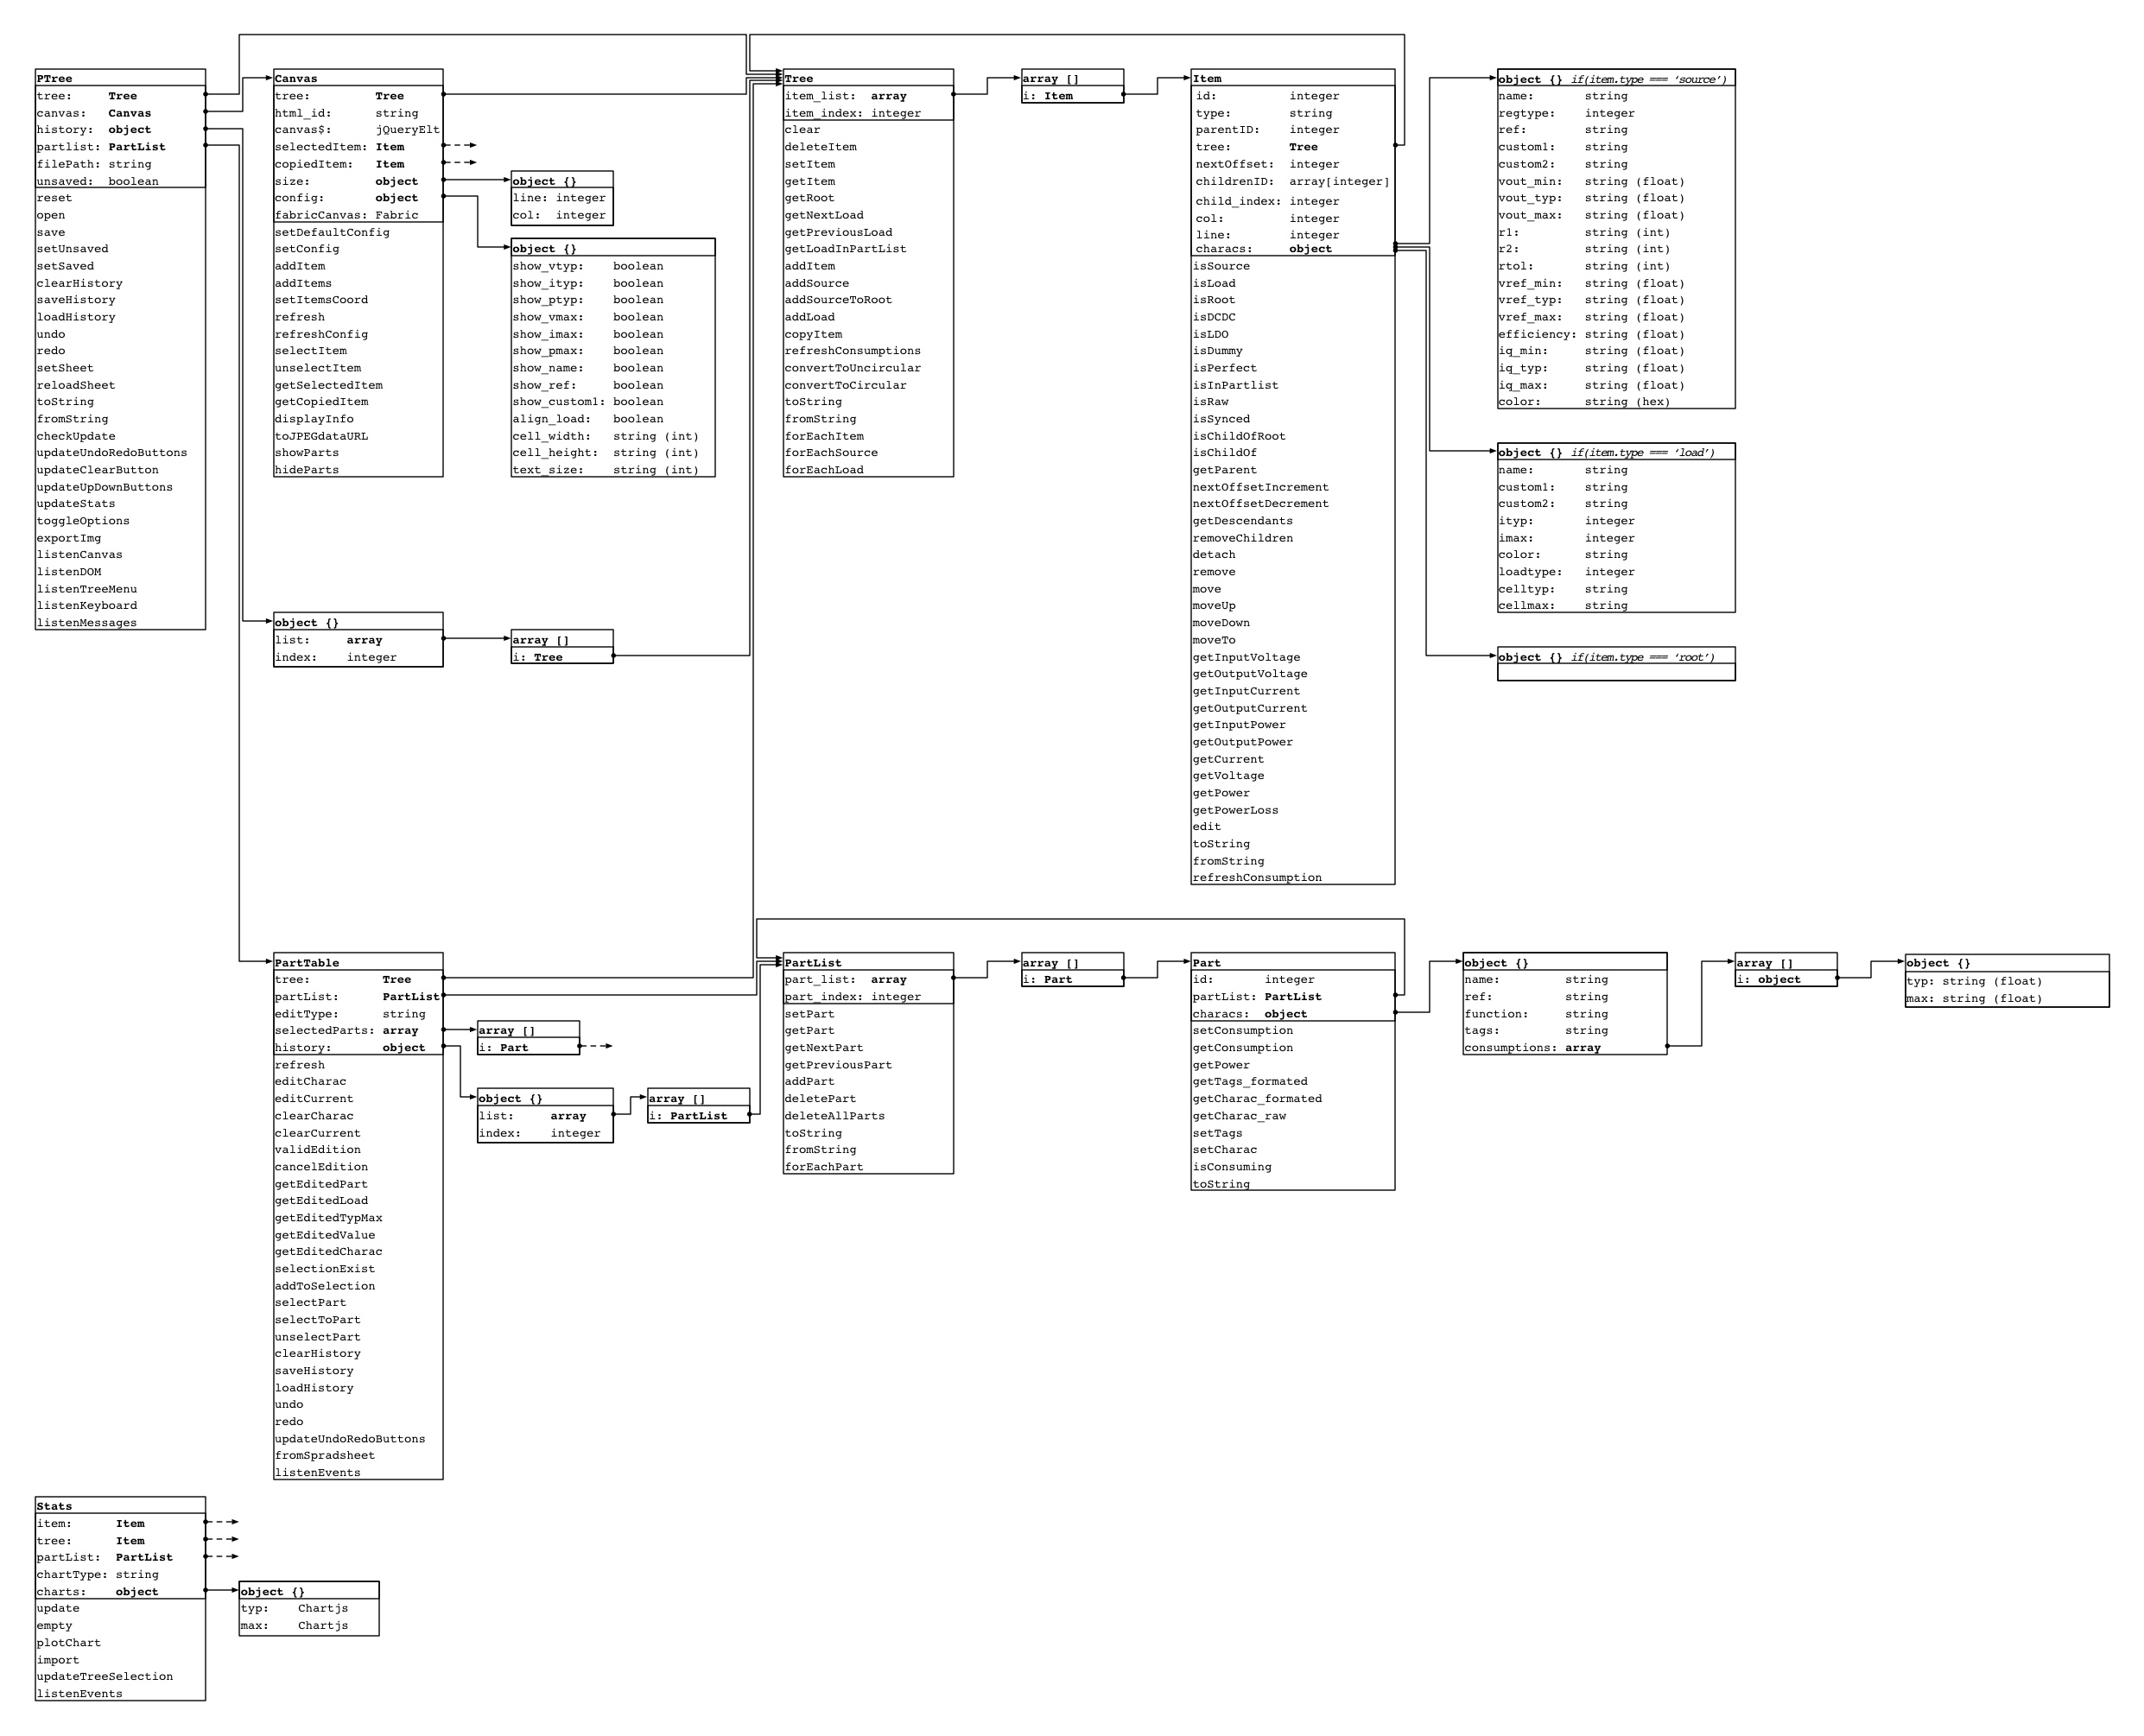 PTree
tree: Tree
canvas: Canvas
history: object
partlist: PartList
filePath: string
unsaved: boolean
reset
open
save
setUnsaved
setSaved
clearHistory
saveHistory
loadHistory
undo
redo
setSheet
reloadSheet
toString
fromString
checkUpdate
updateUndoRedoButtons
updateClearButton
updateUpDownButtons
updateStats
toggleOptions
exportImg
listenCanvas
listenDOM
listenTreeMenu
listenKeyboard
listenMessages
Canvas
tree: Tree
html_id: string
canvas$: jQueryElt
selectedItem: Item
copiedItem: Item
size: object
config: object
fabricCanvas: Fabric
setDefaultConfig
setConfig
addItem
addItems
setItemsCoord
refresh
refreshConfig
selectItem
unselectItem
getSelectedItem
getCopiedItem
displayInfo
toJPEGdataURL
showParts
hideParts
object {}
line: integer
col: integer
object {}
show_vtyp: boolean
show_ityp: boolean
show_ptyp: boolean
show_vmax: boolean
show_imax: boolean
show_pmax: boolean
show_name: boolean
show_ref: boolean
show_custom1: boolean
align_load: boolean
cell_width: string (int)
cell_height: string (int)
text_size: string (int)
object {}
list: array
index: integer
array []
i: Tree
Tree
item_list: array
item_index: integer
clear
deleteItem
setItem
getItem
getRoot
getNextLoad
getPreviousLoad
getLoadInPartList
addItem
addSource
addSourceToRoot
addLoad
copyItem
refreshConsumptions
convertToUncircular
convertToCircular
toString
fromString
forEachItem
forEachSource
forEachLoad
array []
i: Item
Item
id: integer
type: string
parentID: integer
tree: Tree
nextOffset: integer
childrenID: array[integer]
child_index: integer
col: integer
line: integer
characs: object
isSource
isLoad
isRoot
isDCDC
isLDO
isDummy
isPerfect
isInPartlist
isRaw
isSynced
isChildOfRoot
isChildOf
getParent
nextOffsetIncrement
nextOffsetDecrement
getDescendants
removeChildren
detach
remove
move
moveUp
moveDown
moveTo
getInputVoltage
getOutputVoltage
getInputCurrent
getOutputCurrent
getInputPower
getOutputPower
getCurrent
getVoltage
getPower
getPowerLoss
edit
toString
fromString
refreshConsumption
object {} if(item.type === ‘source’)
name: string
regtype: integer
ref: string
custom1: string
custom2: string
vout_min: string (float)
vout_typ: string (float)
vout_max: string (float)
r1: string (int)
r2: string (int)
rtol: string (int)
vref_min: string (float)
vref_typ: string (float)
vref_max: string (float)
efficiency: string (float)
iq_min: string (float)
iq_typ: string (float)
iq_max: string (float)
color: string (hex)
object {} if(item.type === ‘load’)
name: string
custom1: string
custom2: string
ityp: integer
imax: integer
color: string
loadtype: integer
celltyp: string
cellmax: string
object {} if(item.type === ‘root’)
PartTable
tree: Tree
partList: PartList
editType: string
selectedParts: array
history: object
refresh
editCharac
editCurrent
clearCharac
clearCurrent
validEdition
cancelEdition
getEditedPart
getEditedLoad
getEditedTypMax
getEditedValue
getEditedCharac
selectionExist
addToSelection
selectPart
selectToPart
unselectPart
clearHistory
saveHistory
loadHistory
undo
redo
updateUndoRedoButtons
fromSpradsheet
listenEvents
array []
i: Part
object {}
list: array
index: integer
array []
i: PartList
PartList
part_list: array
part_index: integer
setPart
getPart
getNextPart
getPreviousPart
addPart
deletePart
deleteAllParts
toString
fromString
forEachPart
array []
i: Part
Part
id: integer
partList: PartList
characs: object
setConsumption
getConsumption
getPower
getTags_formated
getCharac_formated
getCharac_raw
setTags
setCharac
isConsuming
toString
object {}
name: string
ref: string
function: string
tags: string
consumptions: array
array []
i: object
object {}
typ: string (float)
max: string (float)
Stats
item: Item
tree: Item
partList: PartList
chartType: string
charts: object
update
empty
plotChart
import
updateTreeSelection
listenEvents
object {}
typ: Chartjs
max: Chartjs